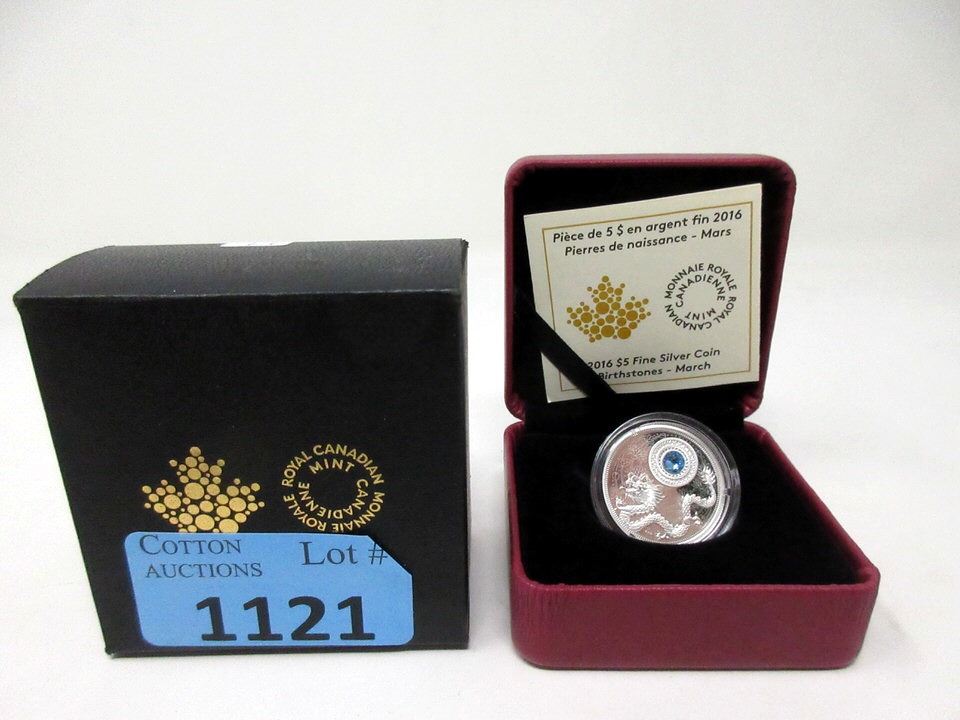 ROYAL CANADIAN MINT
MONNAIE ROYALE CANADIENNE
COTTON
AUCTIONS
Lot #
1121
Pièce de 5 $ en argent fin 2016
Pierres de naissance - Mars
MONNAIE ROYALE CANADIENNE
ROYAL CANADIAN MINT
2016 $5 Fine Silver Coin
Birthstones - March